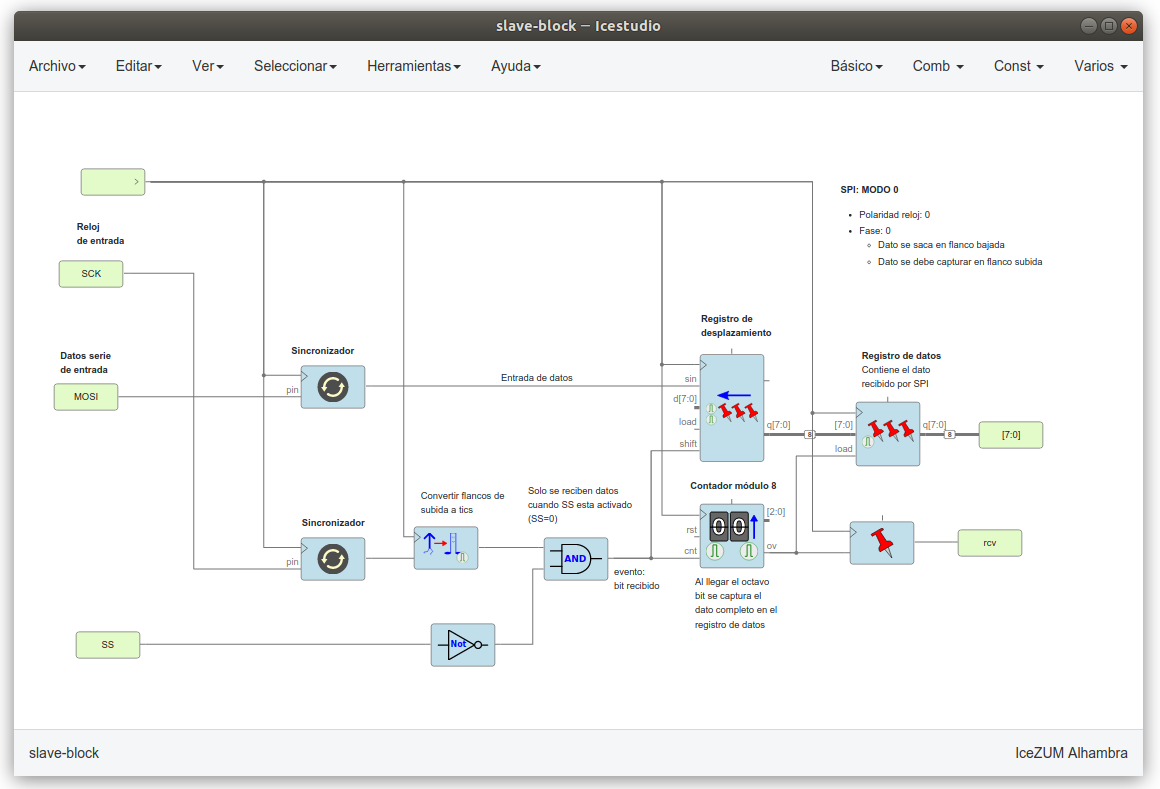 slave-block – Icestudio
Archivo
Editar
Ver
Seleccionar
Herramientas
Ayuda
Básico
Comb
Const
Varios
SPI: MODO 0
Polaridad reloj: 0
Fase: 0
Dato se saca en flanco bajada
Dato se debe capturar en flanco subida
Reloj
de entrada
SCK
Datos serie
de entrada
MOSI
Sincronizador
pin
Entrada de datos
Registro de
desplazamiento
sin
d[7:0]
load
shift
q[7:0]
8
Registro de datos
Contiene el dato
recibido por SPI
[7:0]
load
q[7:0]
8
[7:0]
Sincronizador
pin
Convertir flancos de
subida a tics
Solo se reciben datos
cuando SS esta activado
(SS=0)
AND
evento:
bit recibido
Contador módulo 8
rst
cnt
00
[2:0]
ov
Al llegar el octavo
bit se captura el
dato completo en el
registro de datos
rcv
SS
Not
slave-block
IceZUM Alhambra